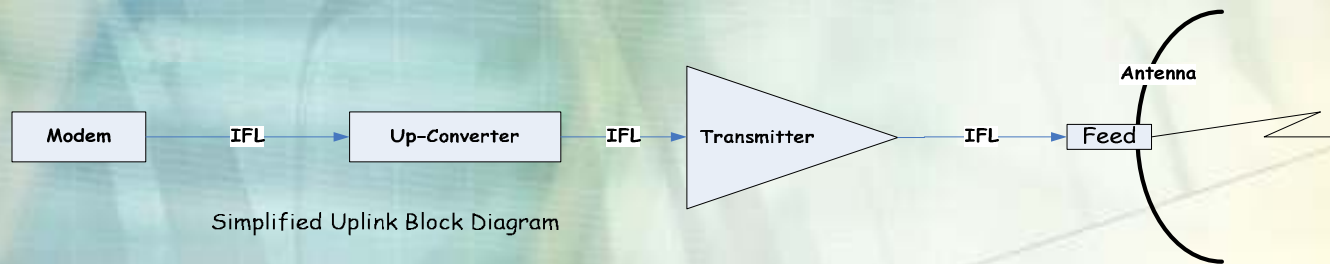 Antenna
Modem IFL Up-Converter IFL Transmitter IFL Feed
Simplified Uplink Block Diagram